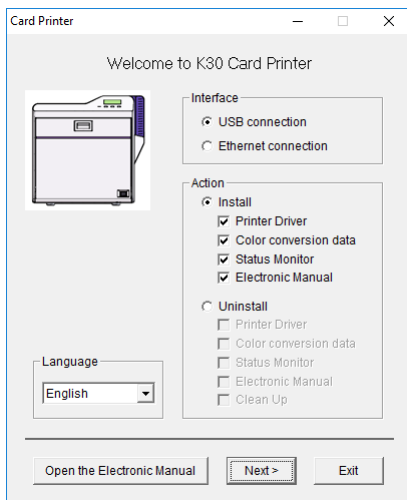 Card Printer
Welcome to K30 Card Printer
Interface
USB connection
Ethernet connection
Action
Install
Printer Driver
Color conversion data
Status Monitor
Electronic Manual
Uninstall
Printer Driver
Color conversion data
Status Monitor
Electronic Manual
Clean Up
Language
English
Open the Electronic Manual
Next >
Exit